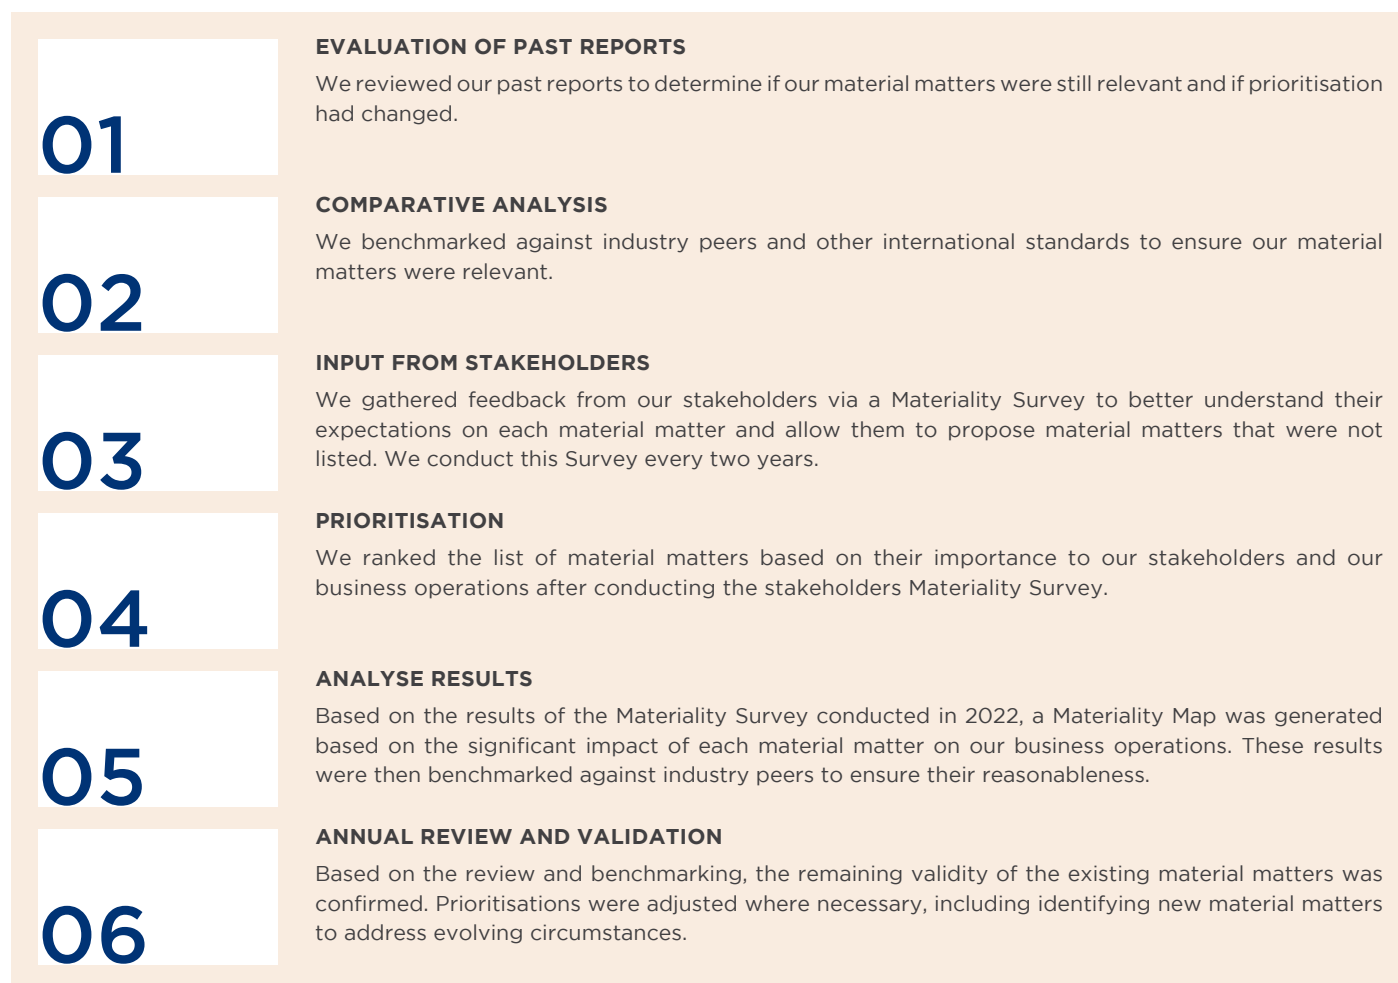 01
EVALUATION OF PAST REPORTS
We reviewed our past reports to determine if our material matters were still relevant and if prioritisation
had changed.
02
COMPARATIVE ANALYSIS
We benchmarked against industry peers and other international standards to ensure our material
matters were relevant.
03
INPUT FROM STAKEHOLDERS
We gathered feedback from our stakeholders via a Materiality Survey to better understand their
expectations on each material matter and allow them to propose material matters that were not
listed. We conduct this Survey every two years.
04
PRIORITISATION
We ranked the list of material matters based on their importance to our stakeholders and our
business operations after conducting the stakeholders Materiality Survey.
05
ANALYSE RESULTS
Based on the results of the Materiality Survey conducted in 2022, a Materiality Map was generated
based on the significant impact of each material matter on our business operations. These results
were then benchmarked against industry peers to ensure their reasonableness.
06
ANNUAL REVIEW AND VALIDATION
Based on the review and benchmarking, the remaining validity of the existing material matters was
confirmed. Prioritisations were adjusted where necessary, including identifying new material matters
to address evolving circumstances.